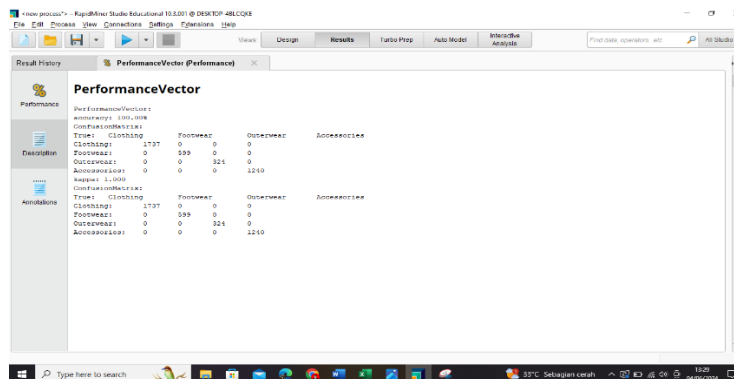 <new process*> – RapidMiner Studio Educational 10.3.001 @ DESKTOP-4BLCQKE
File Edit Process View Connections Settings Extensions Help
Views: Design Results Turbo Prep Auto Model Interactive Analysis Find data, operators...etc All Studio
Result History PerformanceVector (Performance)
Performance
Description
Annotations
PerformanceVector
PerformanceVector:
accuracy: 100.00%
ConfusionMatrix:
True: Clothing Footwear Outerwear Accessories
Clothing: 1737 0 0 0
Footwear: 0 599 0 0
Outerwear: 0 0 324 0
Accessories: 0 0 0 1240
kappa: 1.000
ConfusionMatrix:
True: Clothing Footwear Outerwear Accessories
Clothing: 1737 0 0 0
Footwear: 0 599 0 0
Outerwear: 0 0 324 0
Accessories: 0 0 0 1240
Type here to search
33°C Sebagian cerah
13:29
04/06/2024